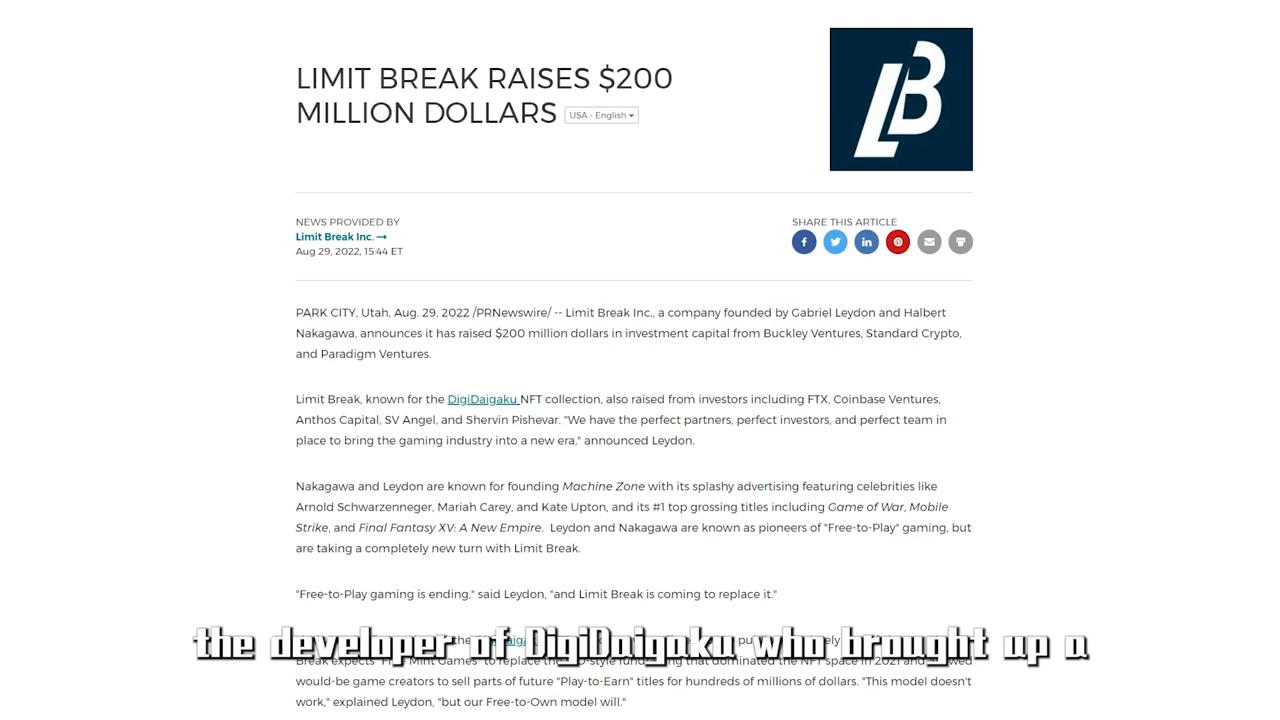 LIMIT BREAK RAISES $200
MILLION DOLLARS
USA - English
LB
NEWS PROVIDED BY
Limit Break Inc. →
Aug 29, 2022, 15:44 ET
SHARE THIS ARTICLE
PARK CITY, Utah, Aug. 29, 2022 /PRNewswire/ -- Limit Break Inc., a company founded by Gabriel Leydon and Halbert
Nakagawa, announces it has raised $200 million dollars in investment capital from Buckley Ventures, Standard Crypto,
and Paradigm Ventures.
Limit Break, known for the DigiDaigaku NFT collection, also raised from investors including FTX, Coinbase Ventures,
Anthos Capital, SV Angel, and Shervin Pishevar. "We have the perfect partners, perfect investors, and perfect team in
place to bring the gaming industry into a new era," announced Leydon.
Nakagawa and Leydon are known for founding Machine Zone with its splashy advertising featuring celebrities like
Arnold Schwarzenneger, Mariah Carey, and Kate Upton, and its #1 top grossing titles including Game of War, Mobile
Strike, and Final Fantasy XV: A New Empire. Leydon and Nakagawa are known as pioneers of "Free-to-Play" gaming, but
are taking a completely new turn with Limit Break.
"Free-to-Play gaming is ending," said Leydon, "and Limit Break is coming to replace it."
the developer of DigiDaigaku who brought up a
Break expects "Free Mint Games" to replace the that dominated the NFT space in 2021 and
would-be game creators to sell parts of future "Play-to-Earn" titles for hundreds of millions of dollars. "This model doesn't
work," explained Leydon, "but our Free-to-Own model will."